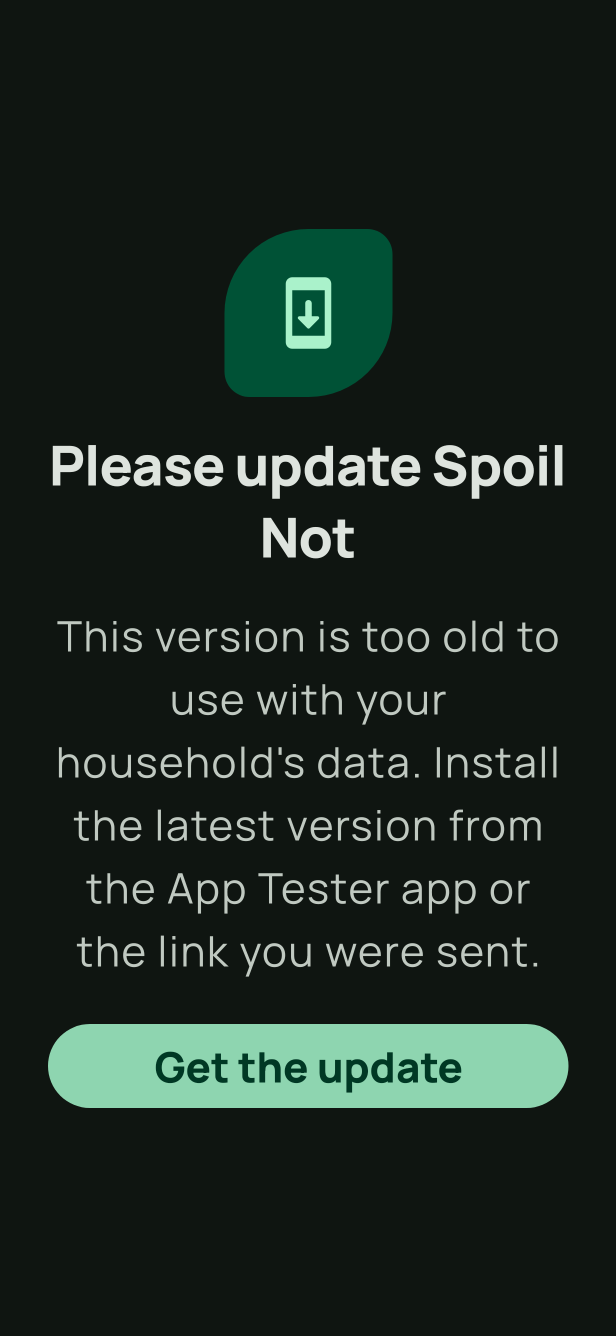 Please update Spoil
Not
This version is too old to
use with your
household's data. Install
the latest version from
the App Tester app or
the link you were sent.
Get the update